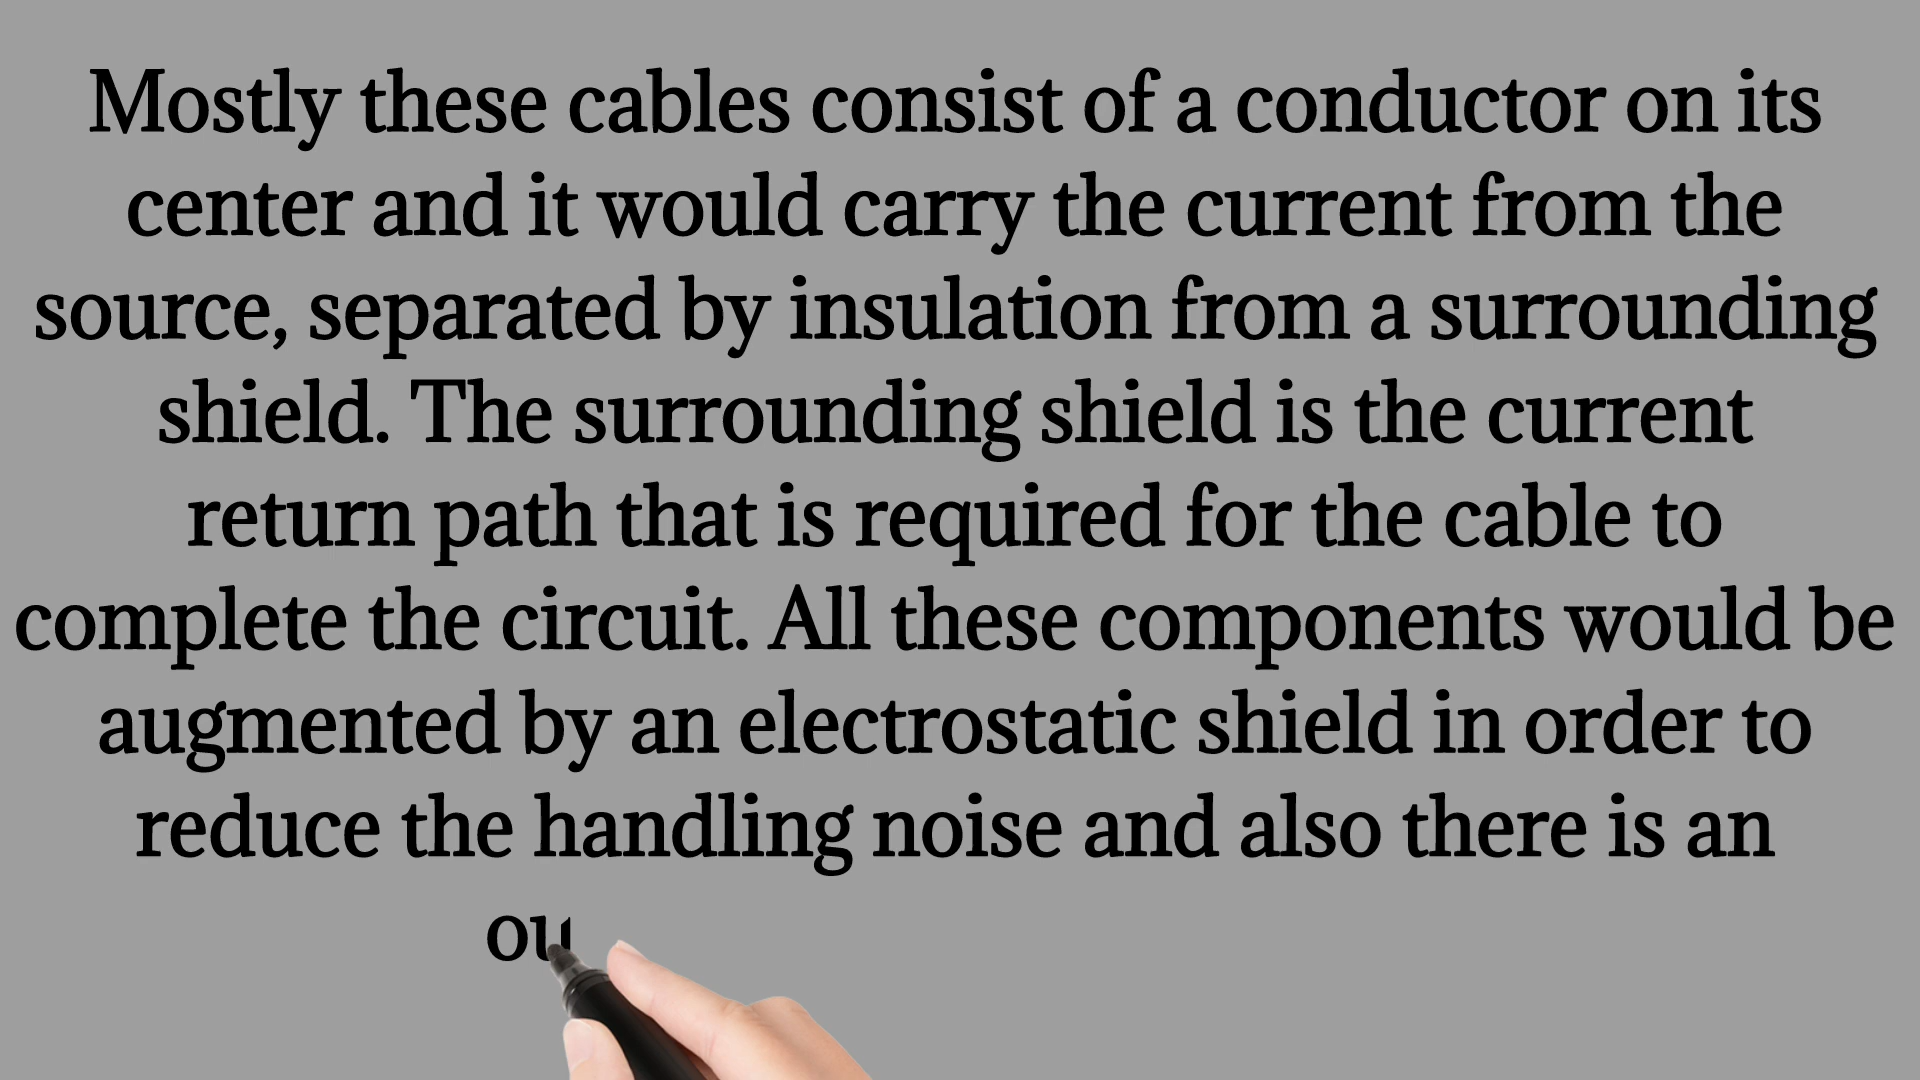 Mostly these cables consist of a conductor on its
center and it would carry the current from the
source, separated by insulation from a surrounding
shield. The surrounding shield is the current
return path that is required for the cable to
complete the circuit. All these components would be
augmented by an electrostatic shield in order to
reduce the handling noise and also there is an
ou